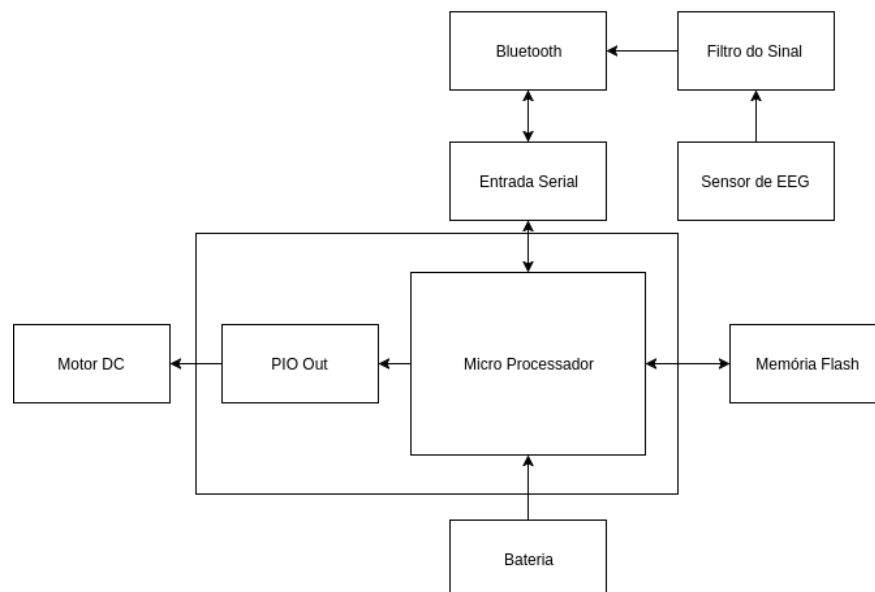 Bluetooth
Filtro do Sinal
Entrada Serial
Sensor de EEG
Motor DC
PIO Out
Micro Processador
Memória Flash
Bateria